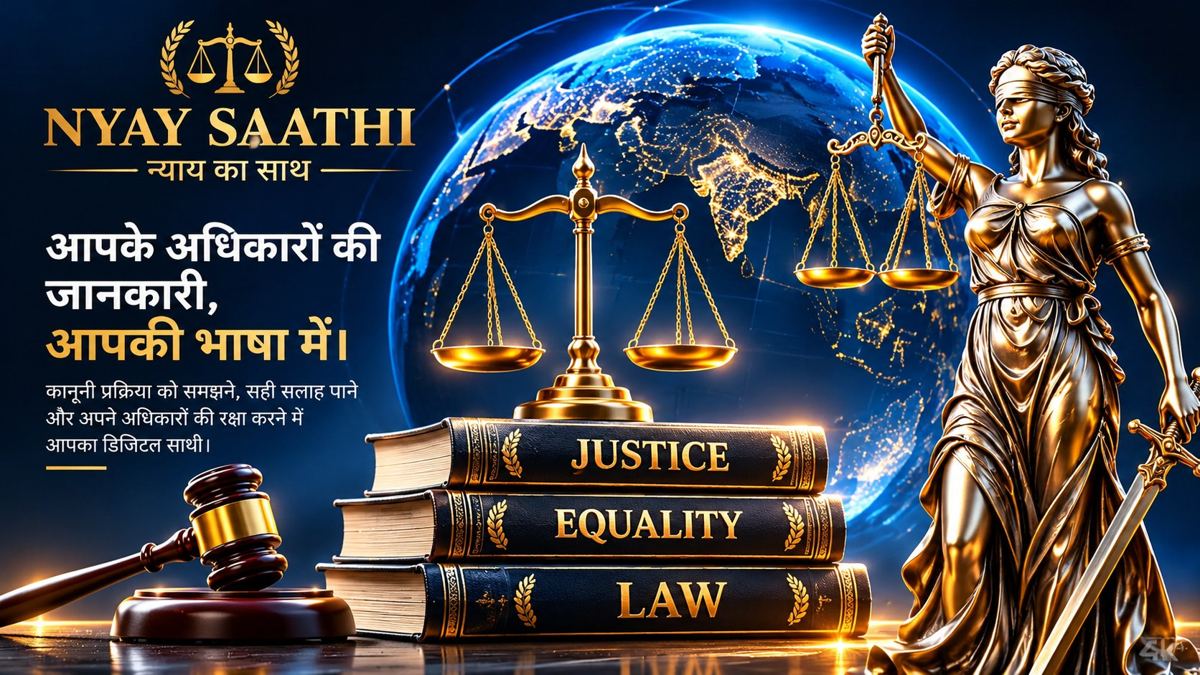 NYAY SAATHI
न्याय का साथ
आपके अधिकारों की
जानकारी,
आपकी भाषा में।
कानूनी प्रक्रिया को समझने, सही सलाह पाने
और अपने अधिकारों की रक्षा करने में
आपका डिजिटल साथी।
JUSTICE
EQUALITY
LAW